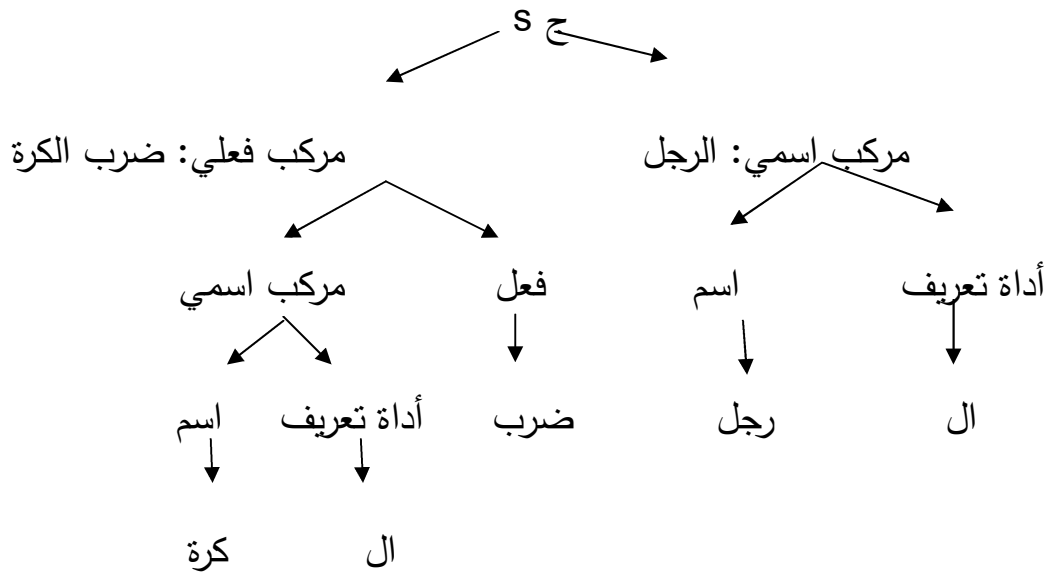 ح s
مركب اسمي: الرجل مركب فعلي: ضرب الكرة
أداة تعريف اسم فعل مركب اسمي
ال رجل ضرب أداة تعريف اسم
ال كرة